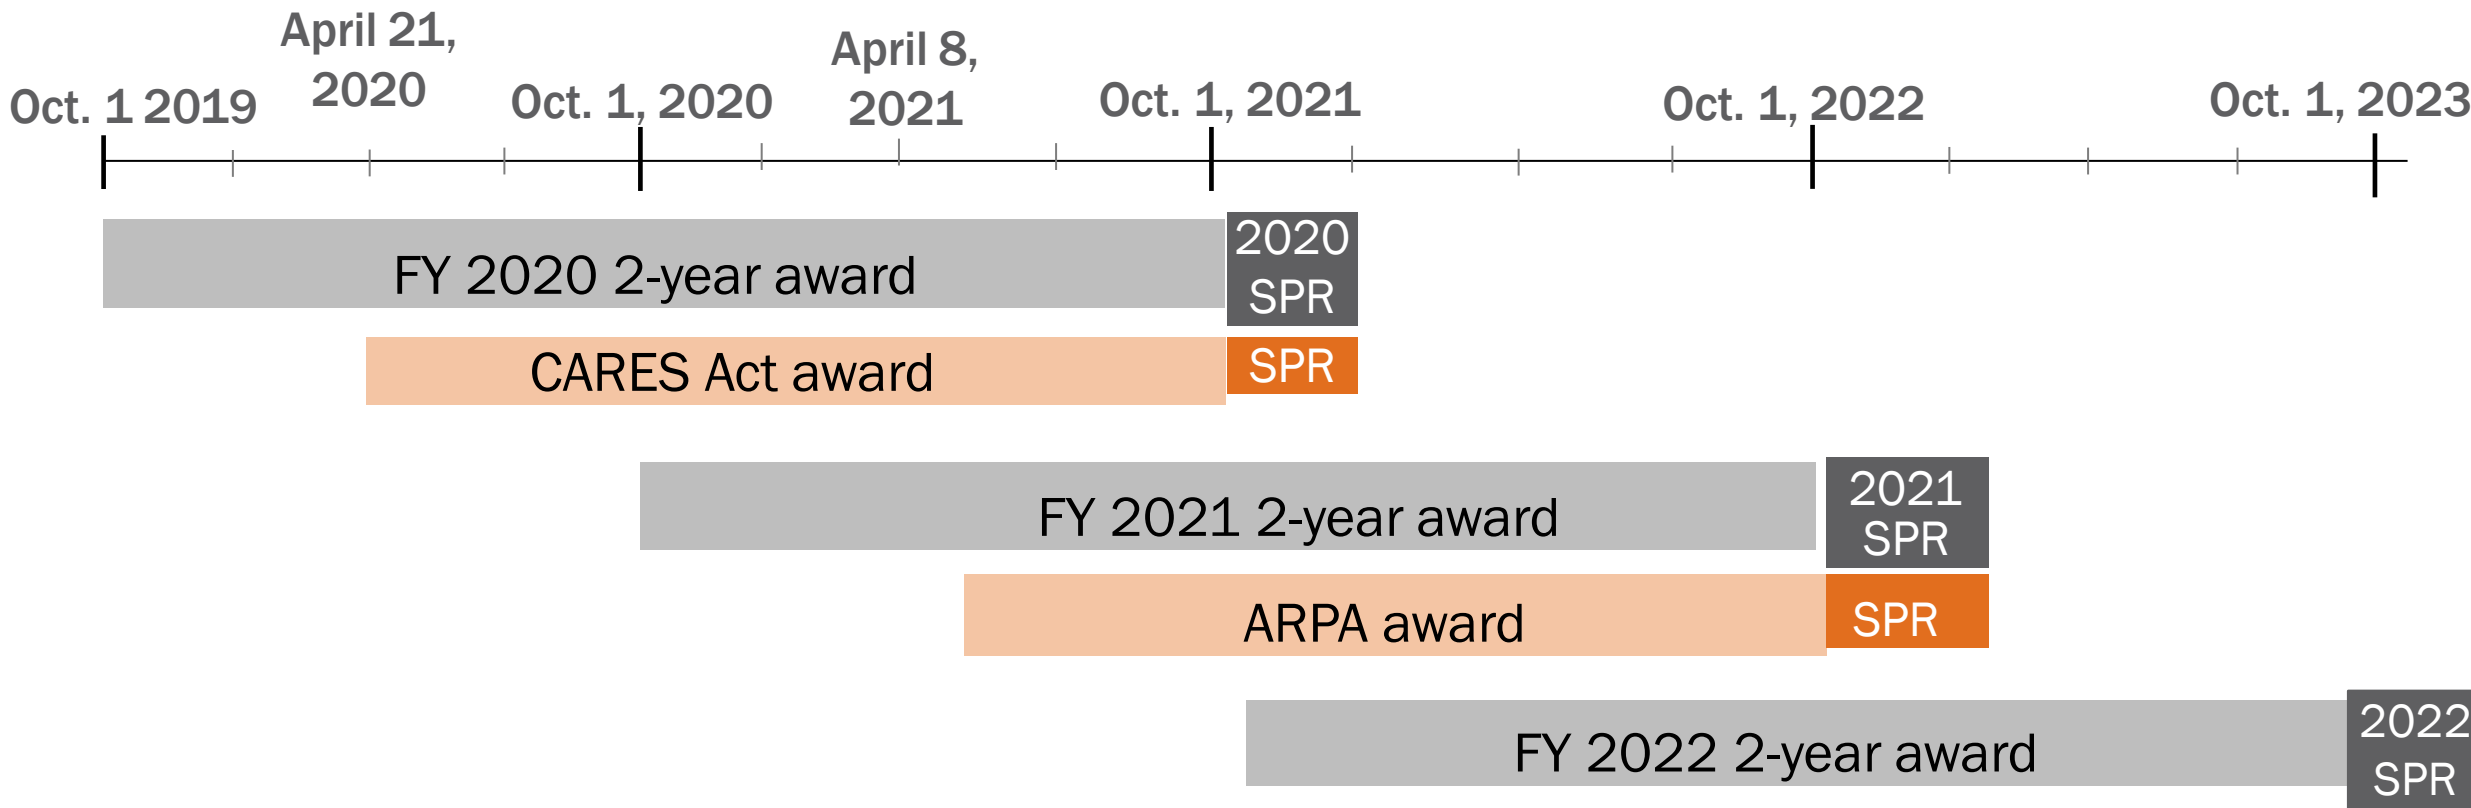 Oct. 1 2019
April 21,
2020
Oct. 1, 2020
April 8,
2021
Oct. 1, 2021
Oct. 1, 2022
Oct. 1, 2023
FY 2020 2-year award
2020
SPR
CARES Act award
SPR
FY 2021 2-year award
2021
SPR
ARPA award
SPR
FY 2022 2-year award
2022
SPR